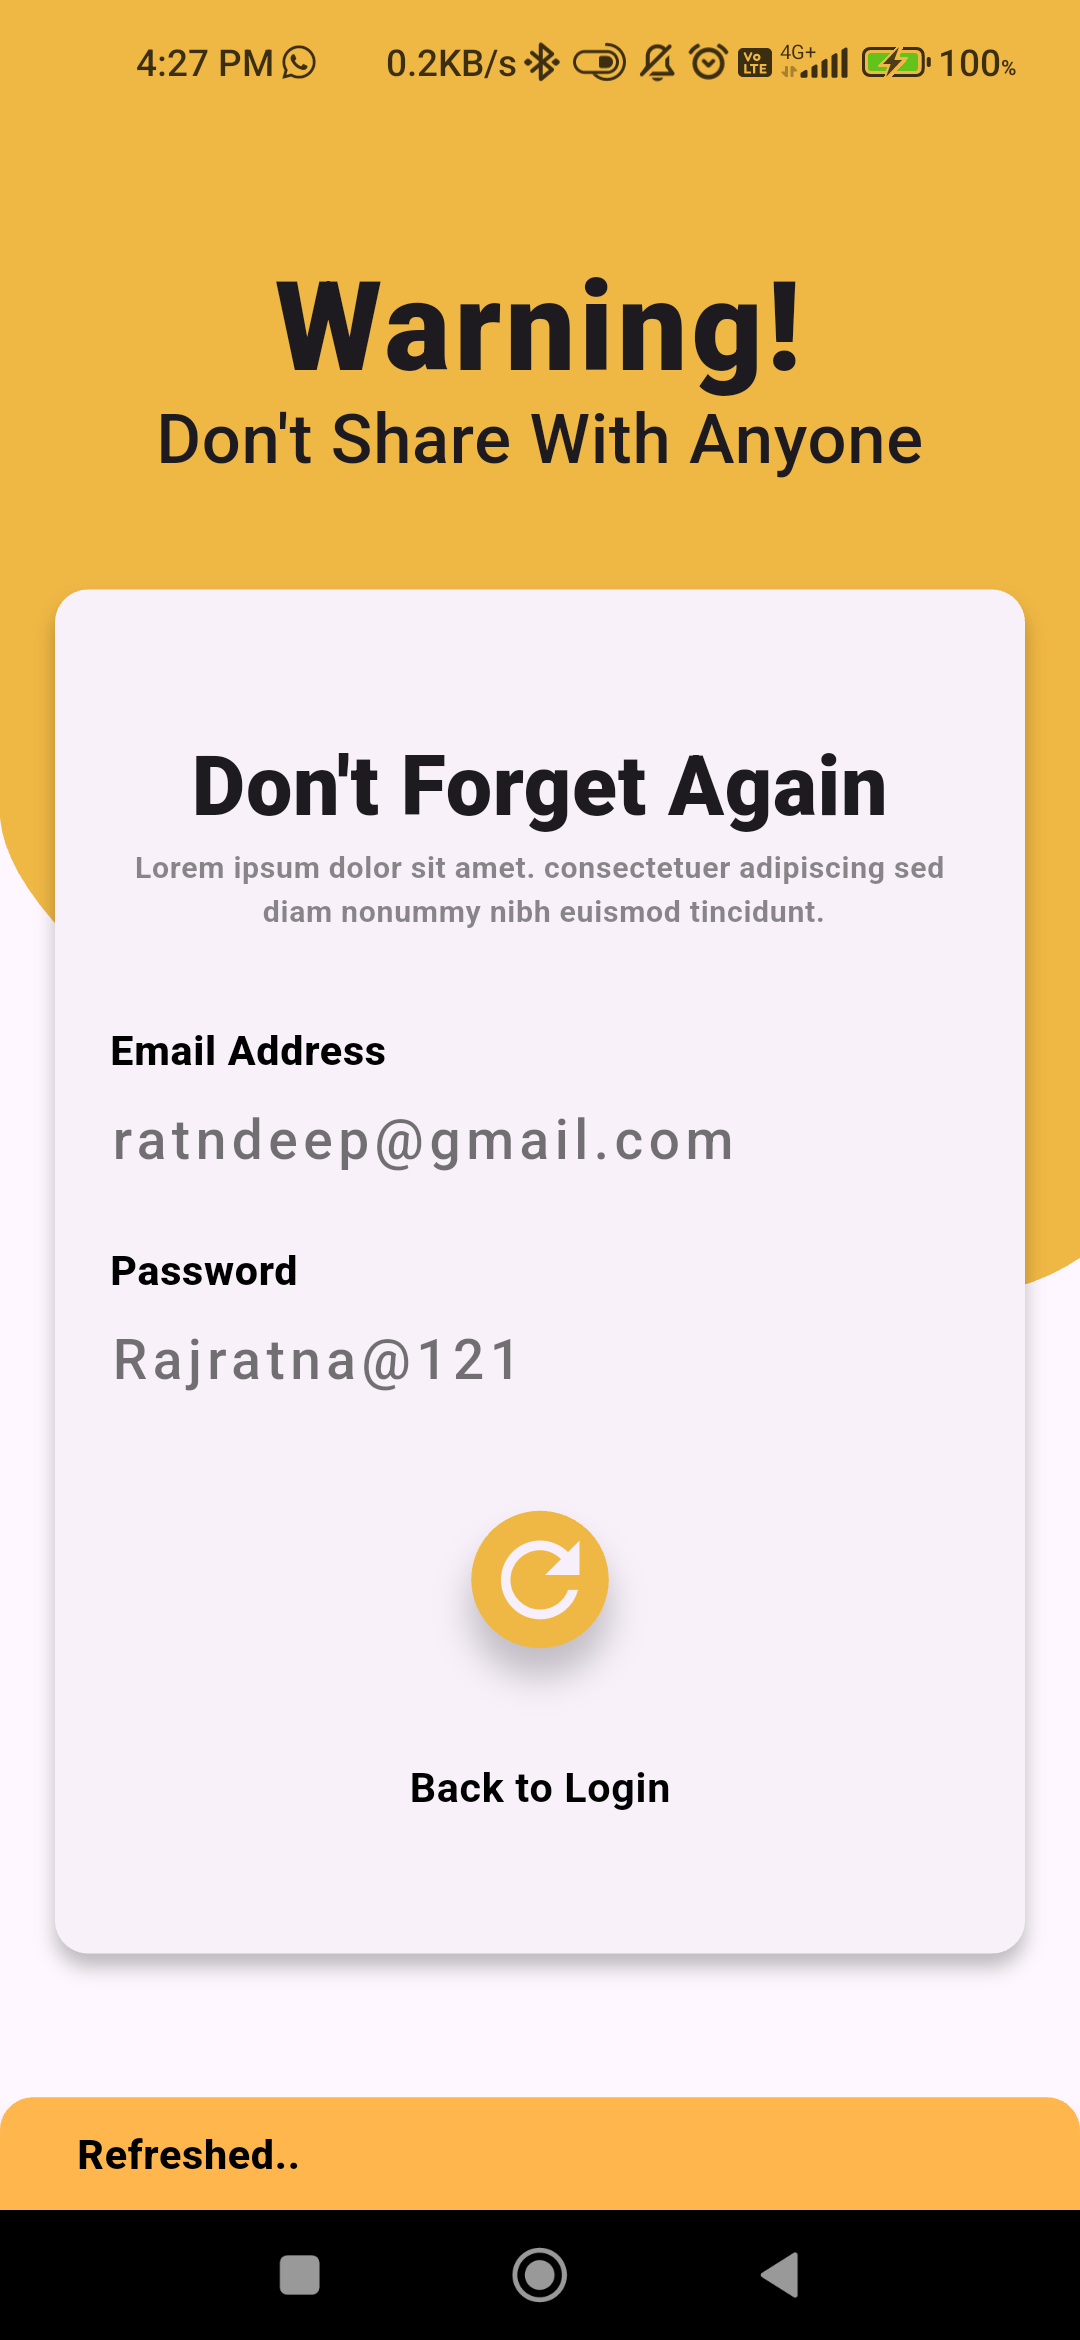 4:27 PM 0.2KB/s Vo LTE 4G+ 100%
Warning!
Don't Share With Anyone
Don't Forget Again
Lorem ipsum dolor sit amet. consectetuer adipiscing sed
diam nonummy nibh euismod tincidunt.
Email Address
ratndeep@gmail.com
Password
Rajratna@121
Back to Login
Refreshed..